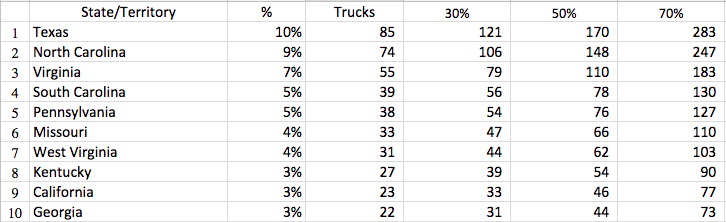 State/Territory % Trucks 30% 50% 70%
1 Texas 10% 85 121 170 283
2 North Carolina 9% 74 106 148 247
3 Virginia 7% 55 79 110 183
4 South Carolina 5% 39 56 78 130
5 Pennsylvania 5% 38 54 76 127
6 Missouri 4% 33 47 66 110
7 West Virginia 4% 31 44 62 103
8 Kentucky 3% 27 39 54 90
9 California 3% 23 33 46 77
10 Georgia 3% 22 31 44 73